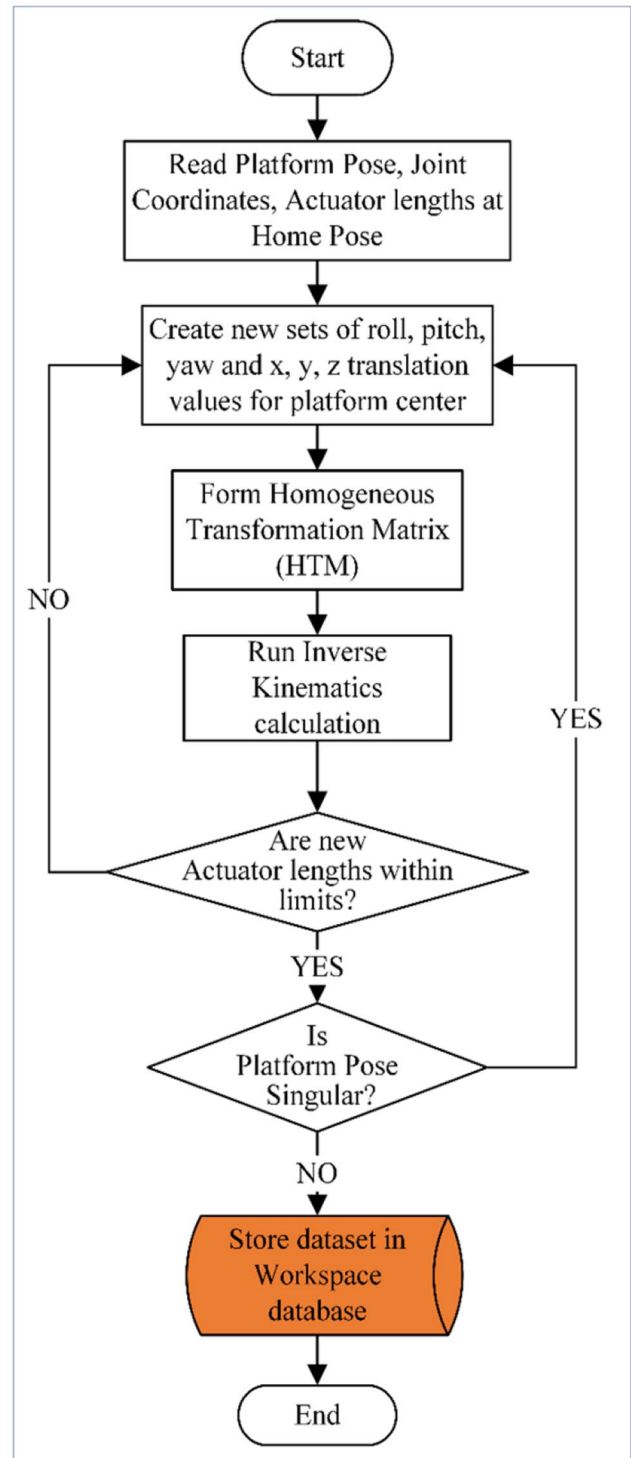 Start
Read Platform Pose, Joint
Coordinates, Actuator lengths at
Home Pose
Create new sets of roll, pitch,
yaw and x, y, z translation
values for platform center
Form Homogeneous
Transformation Matrix
(HTM)
NO
Run Inverse
Kinematics
calculation
YES
Are new
Actuator lengths within
limits?
YES
Is
Platform Pose
Singular?
NO
Store dataset in
Workspace
database
End